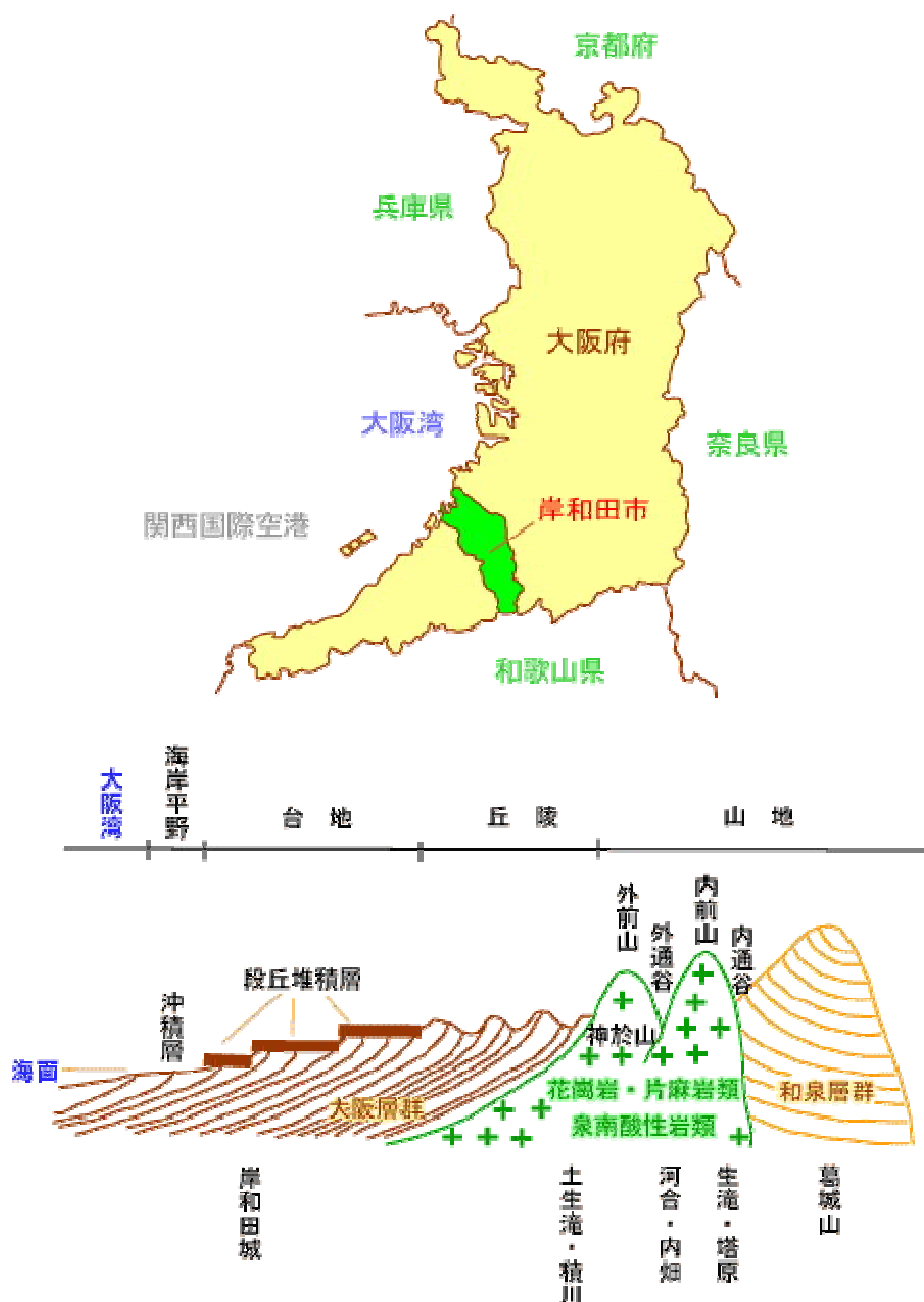 京都府
兵庫県
大阪府
大阪湾
奈良県
岸和田市
関西国際空港
和歌山県
大阪湾
海岸平野
台地
丘陵
山地
外前山
外通谷
内前山
内通谷
段丘堆積層
沖積層
海面
神於山
大阪層群
花崗岩・片麻岩類
泉南酸性岩類
和泉層群
岸和田城
土生滝・積川
河合・内畑
生滝・塔原
葛城山